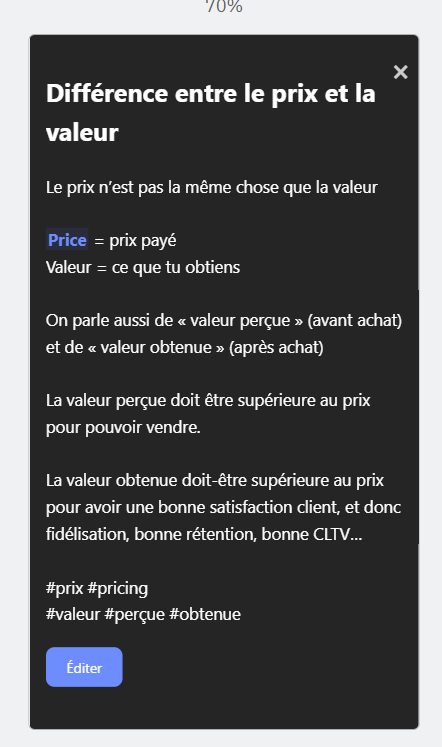 70%
×
Différence entre le prix et la
valeur
Le prix n’est pas la même chose que la valeur
Price = prix payé
Valeur = ce que tu obtiens
On parle aussi de « valeur perçue » (avant achat)
et de « valeur obtenue » (après achat)
La valeur perçue doit être supérieure au prix
pour pouvoir vendre.
La valeur obtenue doit-être supérieure au prix
pour avoir une bonne satisfaction client, et donc
fidélisation, bonne rétention, bonne CLTV...
#prix #pricing
#valeur #perçue #obtenue
Éditer